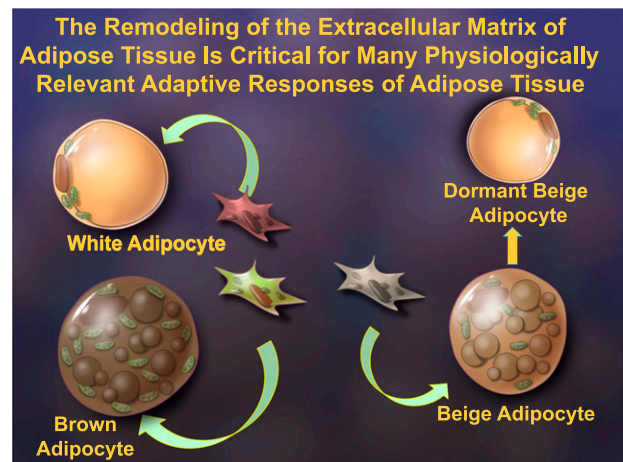 The Remodeling of the Extracellular Matrix of
Adipose Tissue Is Critical for Many Physiologically
Relevant Adaptive Responses of Adipose Tissue
White Adipocyte
Dormant Beige
Adipocyte
Brown
Adipocyte
Beige Adipocyte